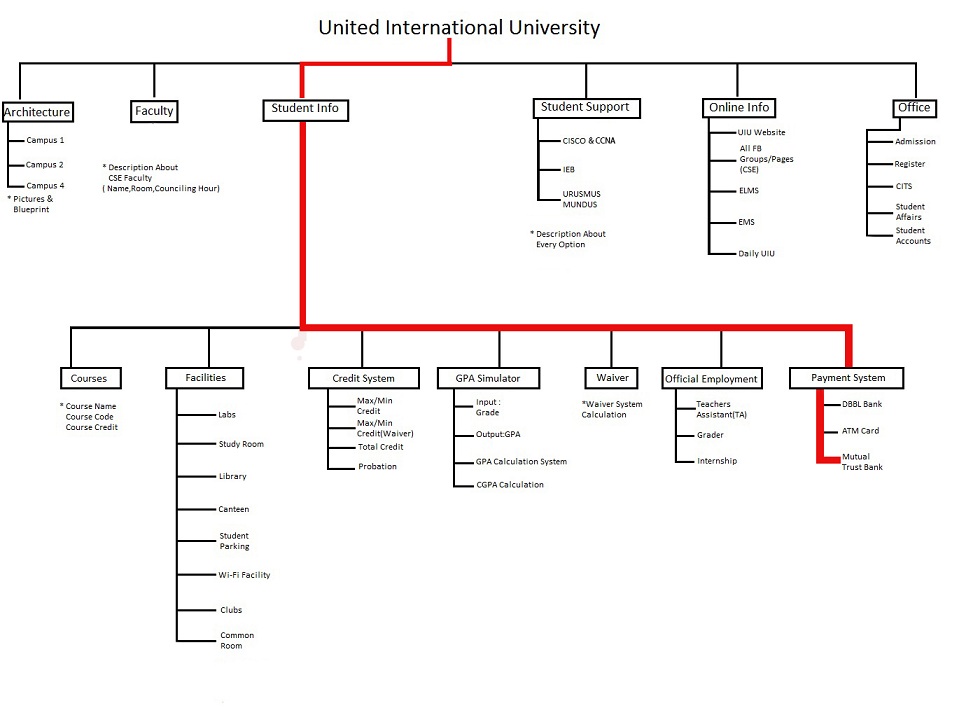 United International University
Architecture
Campus 1
Campus 2
Campus 4
* Pictures &
Blueprint
Faculty
* Description About
CSE Faculty
( Name,Room,Counciling Hour)
Student Info
Student Support
CISCO & CCNA
IEB
URUSMUS
MUNDUS
* Description About
Every Option
Online Info
UIU Website
All FB
Groups/Pages
(CSE)
ELMS
EMS
Daily UIU
Office
Admission
Register
CITS
Student
Affairs
Student
Accounts
Courses
* Course Name
Course Code
Course Credit
Facilities
Labs
Study Room
Library
Canteen
Student
Parking
Wi-Fi Facility
Clubs
Common
Room
Credit System
Max/Min
Credit
Max/Min
Credit(Waiver)
Total Credit
Probation
GPA Simulator
Input :
Grade
Output:GPA
GPA Calculation System
CGPA Calculation
Waiver
*Waiver System
Calculation
Official Employment
Teachers
Assistant(TA)
Grader
Internship
Payment System
DBBL Bank
ATM Card
Mutual
Trust Bank